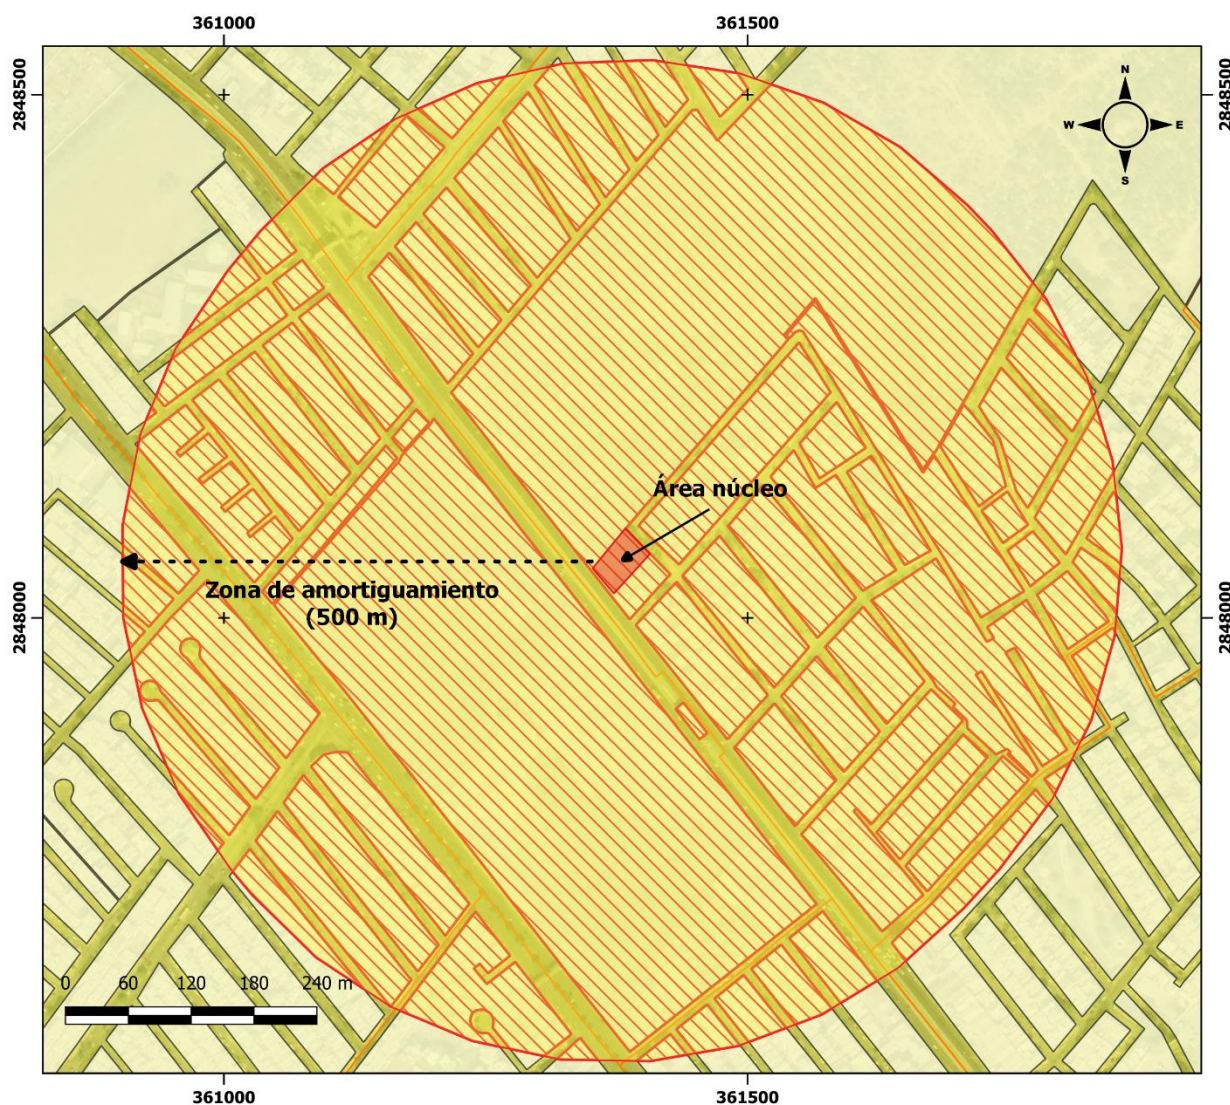 361000 361500
2848500 2848500
N
W E
S
Área núcleo
Zona de amortiguamiento
(500 m)
2848000 2848000
0 60 120 180 240 m
361000 361500